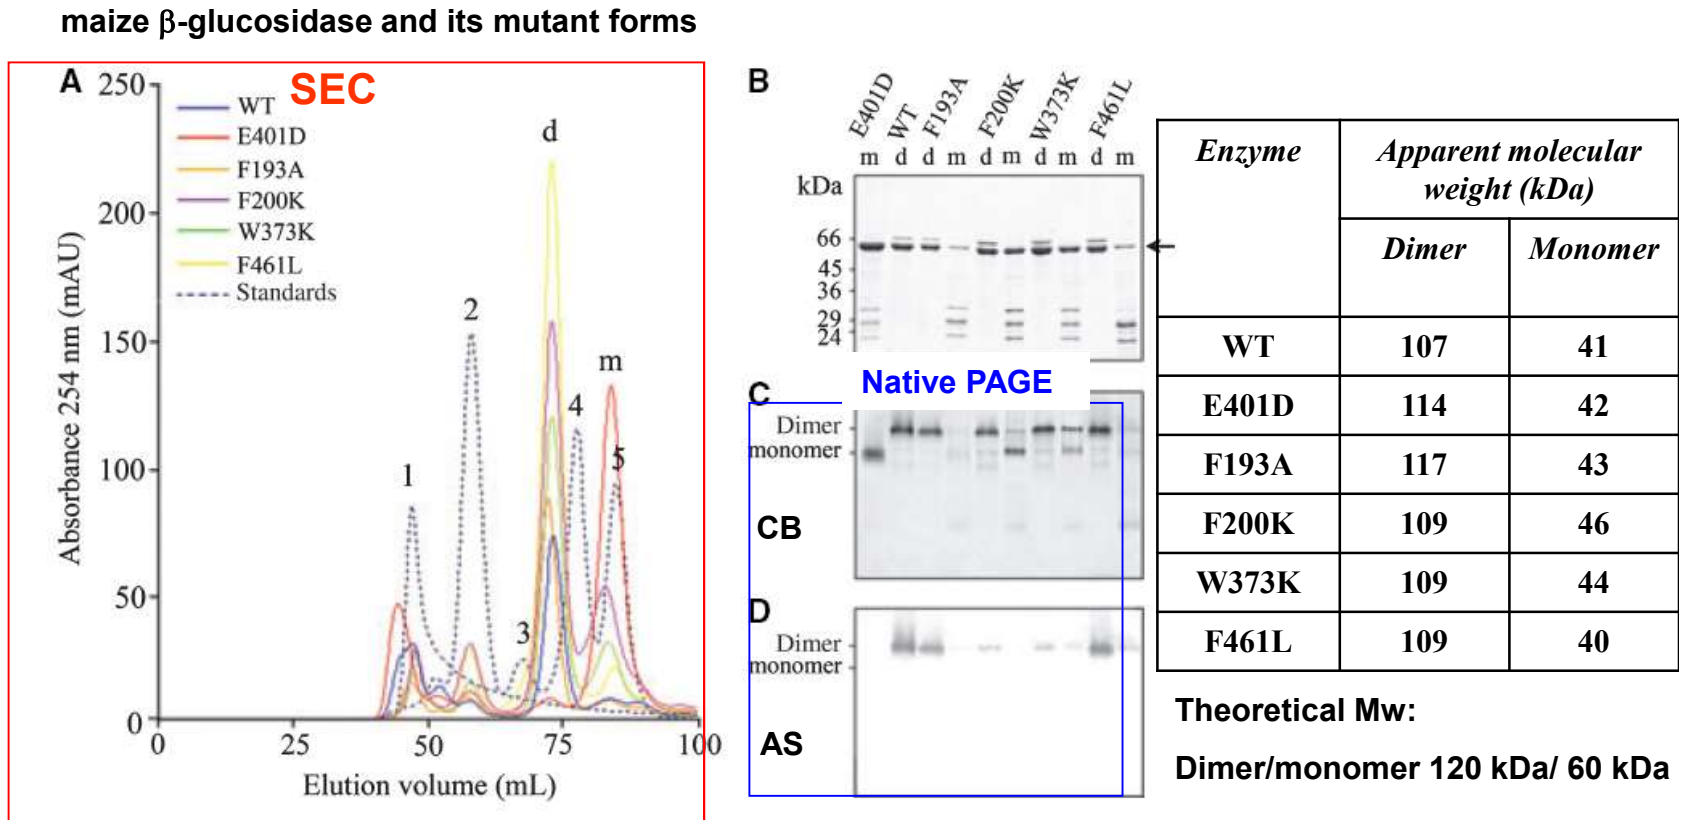 maize β-glucosidase and its mutant forms
A
SEC
250
200
150
100
50
0
0 25 50 75 100
Absorbance 254 nm (mAU)
Elution volume (mL)
WT
E401D
F193A
F200K
W373K
F461L
Standards
1
2
3
d
4
m
5
B
E401D WT F193A F200K W373K F461L
m d d m d m d m d m
kDa
66
45
36
29
24
Native PAGE
C
Dimer
monomer
CB
D
Dimer
monomer
AS
Enzyme Apparent molecular
weight (kDa)
Dimer Monomer
WT 107 41
E401D 114 42
F193A 117 43
F200K 109 46
W373K 109 44
F461L 109 40
Theoretical Mw:
Dimer/monomer 120 kDa/ 60 kDa